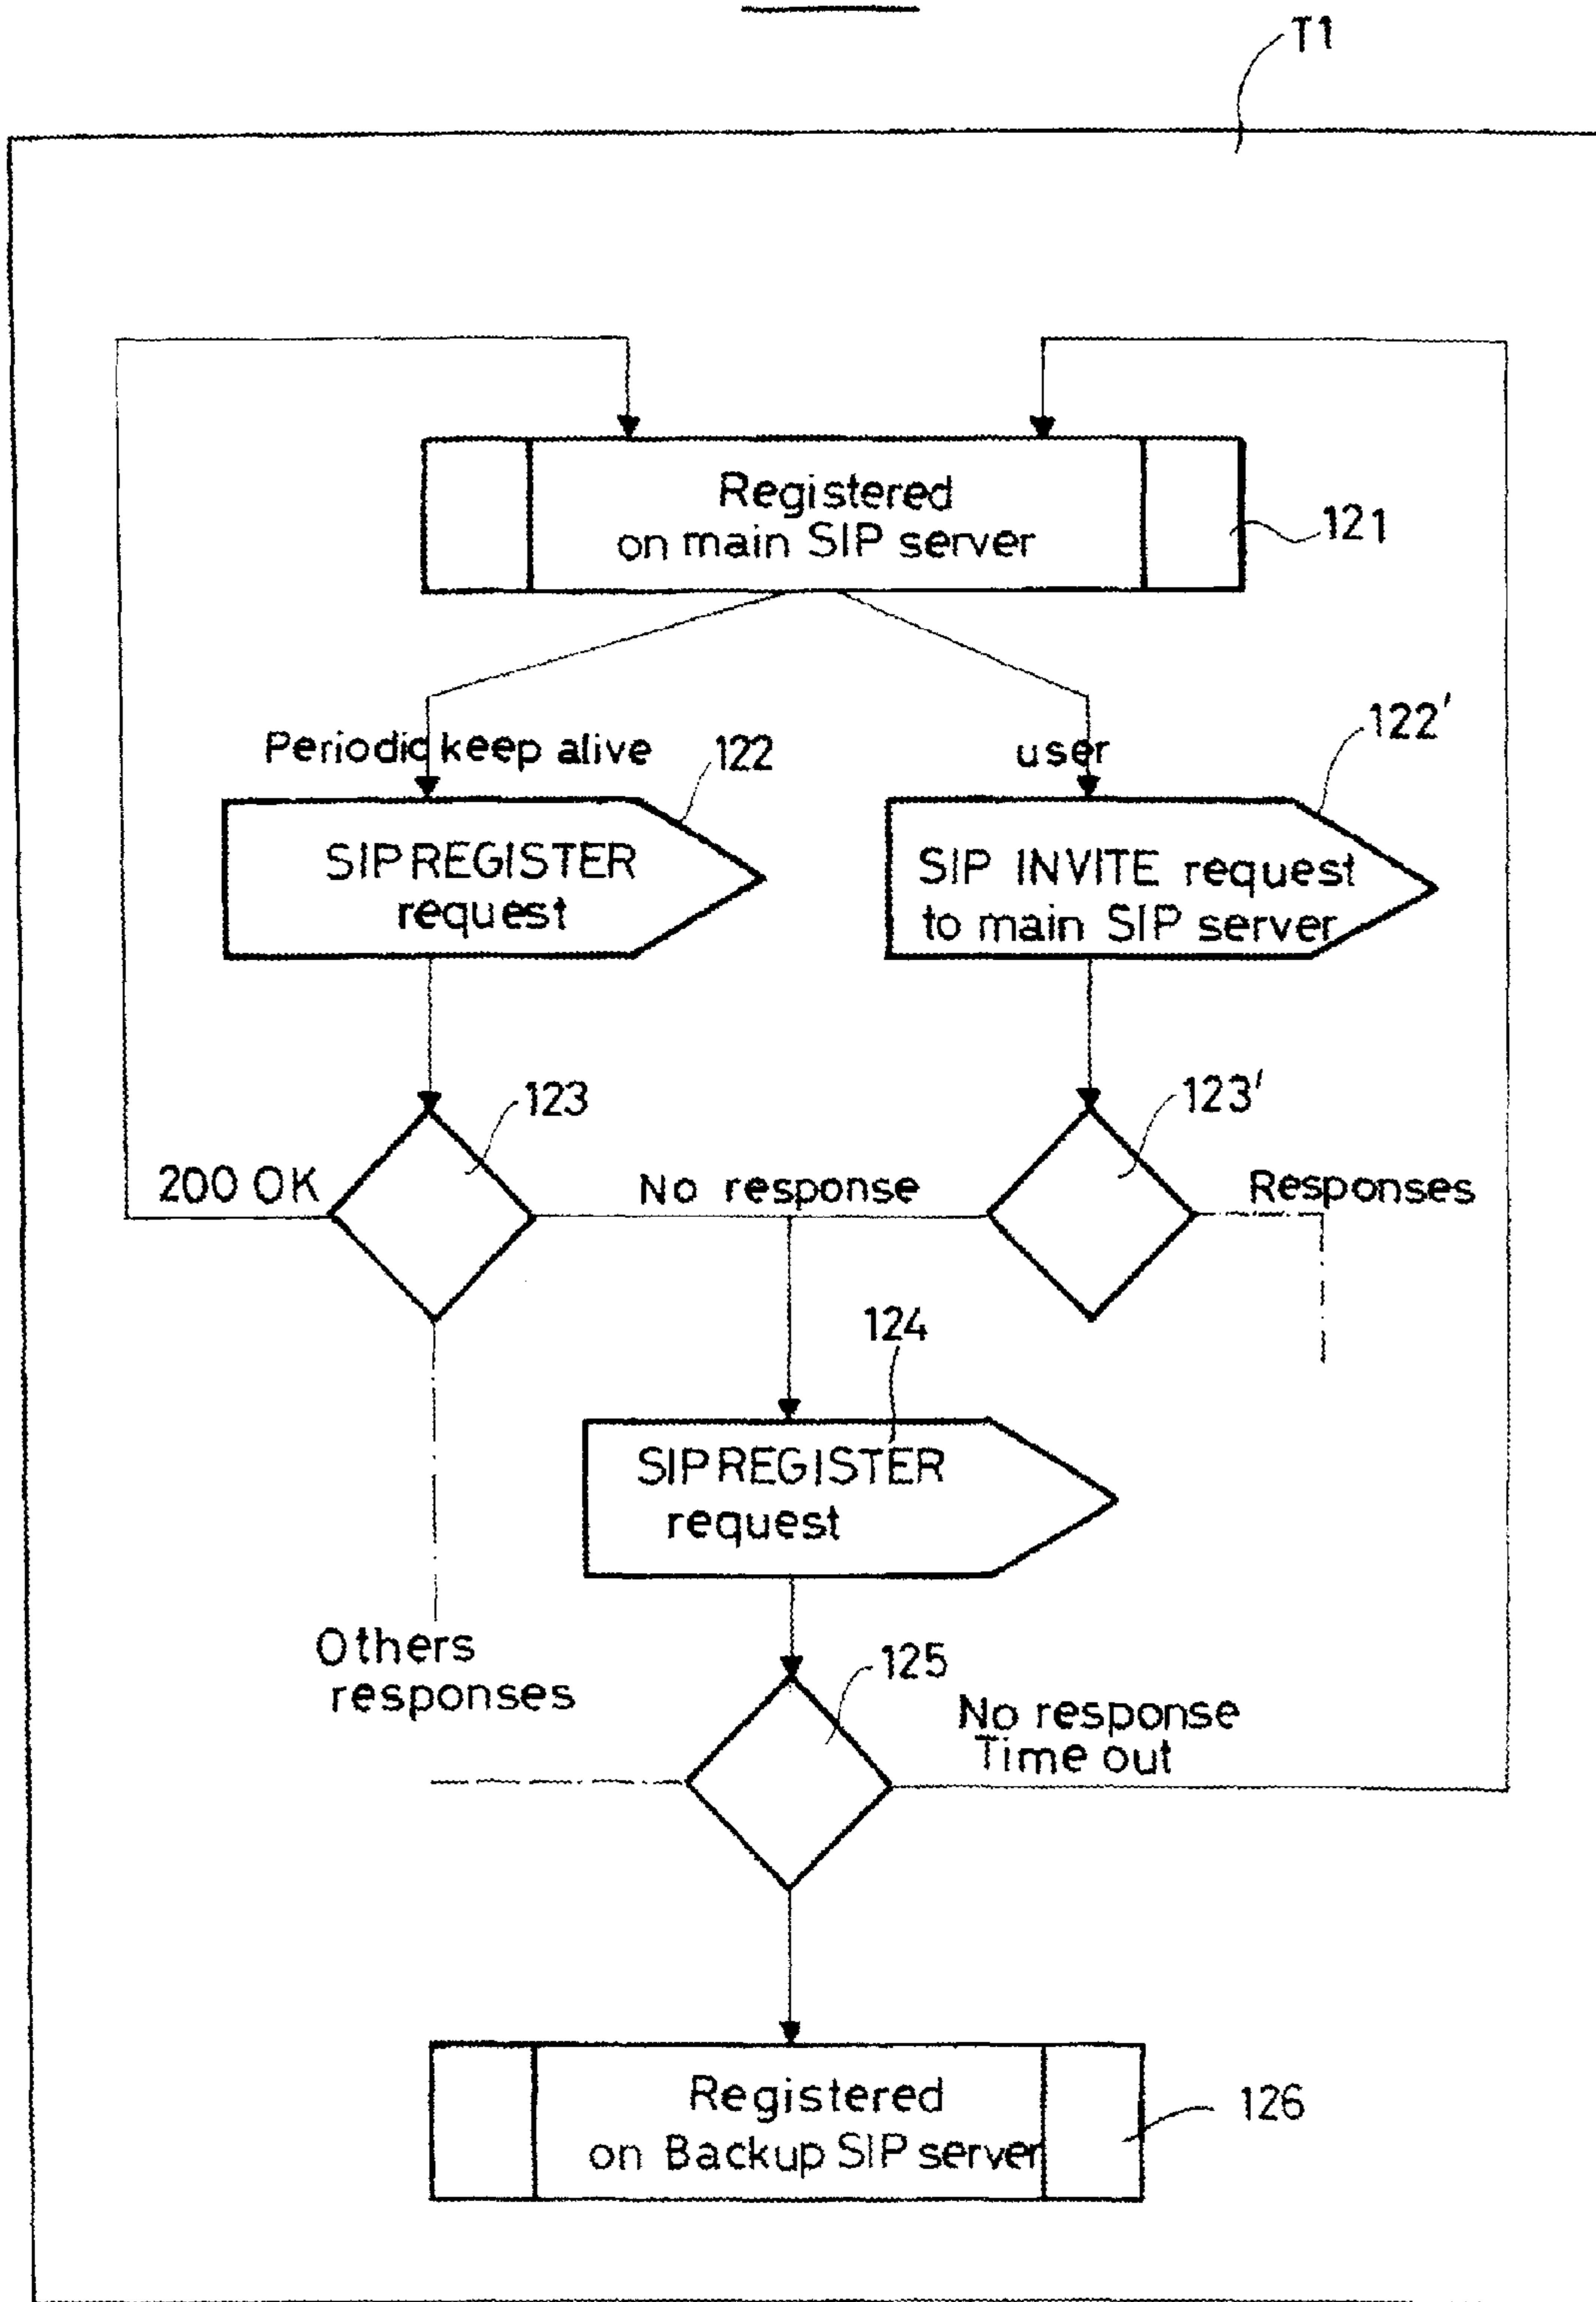 T1
Registered
on main SIP server
121
Periodic keep alive
122
user
122'
SIP REGISTER
request
SIP INVITE request
to main SIP server
123
123'
200 OK
No response
Responses
124
SIP REGISTER
request
Others
responses
125
No response
Time out
Registered
on Backup SIP server
126